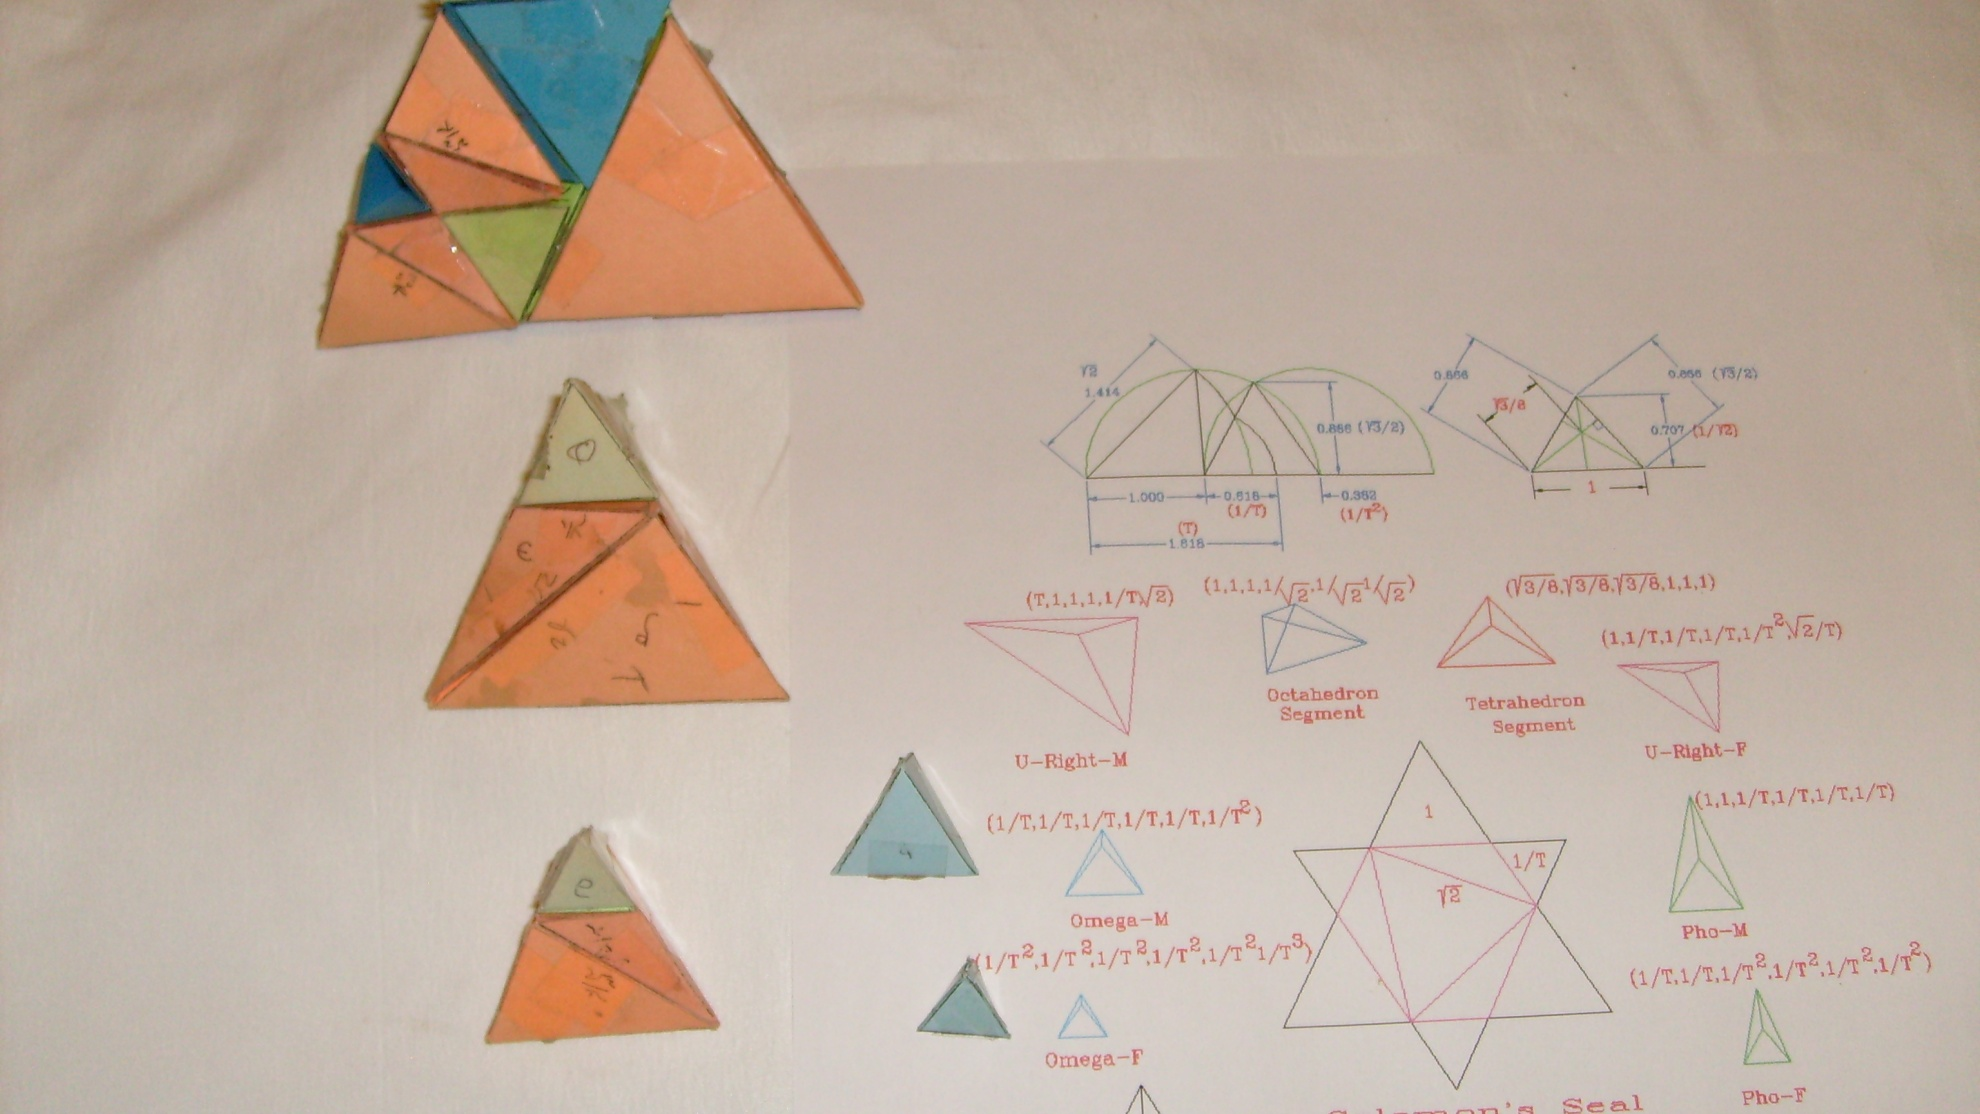 √2
1.414
0.866 (√3/2)
1.000
0.618
(1/T)
0.382
(1/T²)
(T)
1.618
0.866
√3/8
0.866 (√3/2)
0.707 (1/√2)
1
(T,1,1,1,1/T,√2)
U-Right-M
(1,1,1,1/√2,1/√2 1/√2)
Octahedron
Segment
(√3/8,√3/8,√3/8,1,1,1)
Tetrahedron
Segment
(1,1/T,1/T,1/T,1/T²,√2/T)
U-Right-F
(1/T,1/T,1/T,1/T,1/T,1/T²)
Omega-M
1
1/T
√2
(1,1,1/T,1/T,1/T,1/T)
Pho-M
(1/T²,1/T²,1/T²,1/T²,1/T²1/T³)
Omega-F
(1/T,1/T,1/T²,1/T²,1/T²,1/T²)
Pho-F
Solomon's Seal